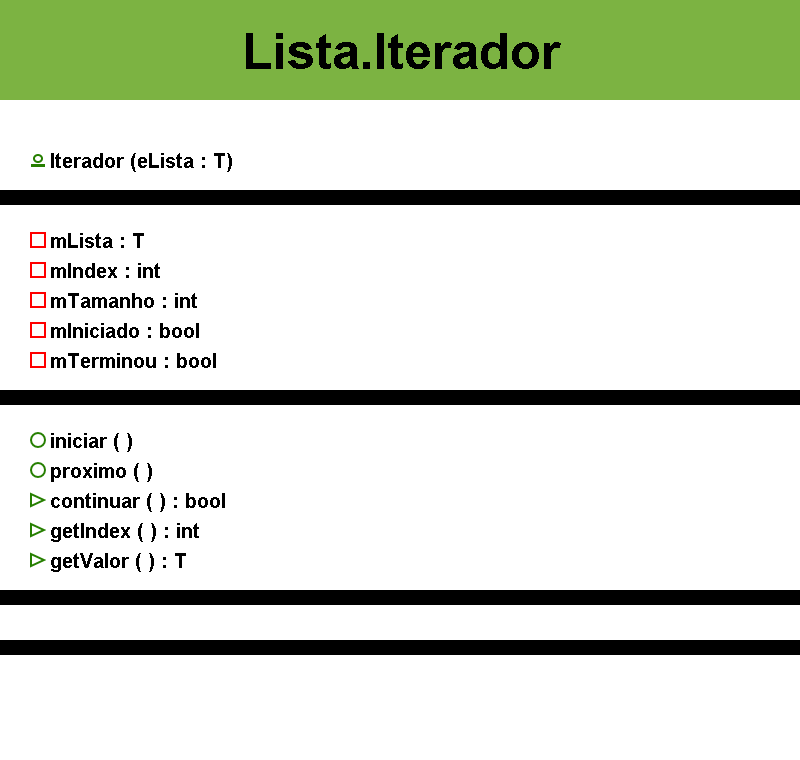 Lista.Iterador
Iterador (eLista : T)
mLista : T
mIndex : int
mTamanho : int
mIniciado : bool
mTerminou : bool
iniciar ( )
proximo ( )
continuar ( ) : bool
getIndex ( ) : int
getValor ( ) : T